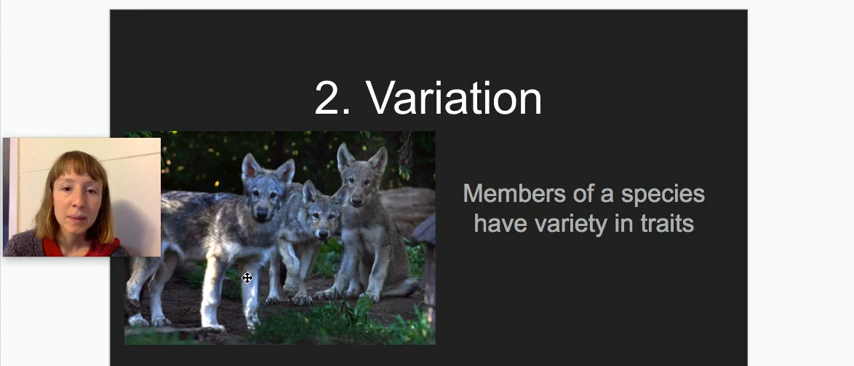 2. Variation
Members of a species
have variety in traits